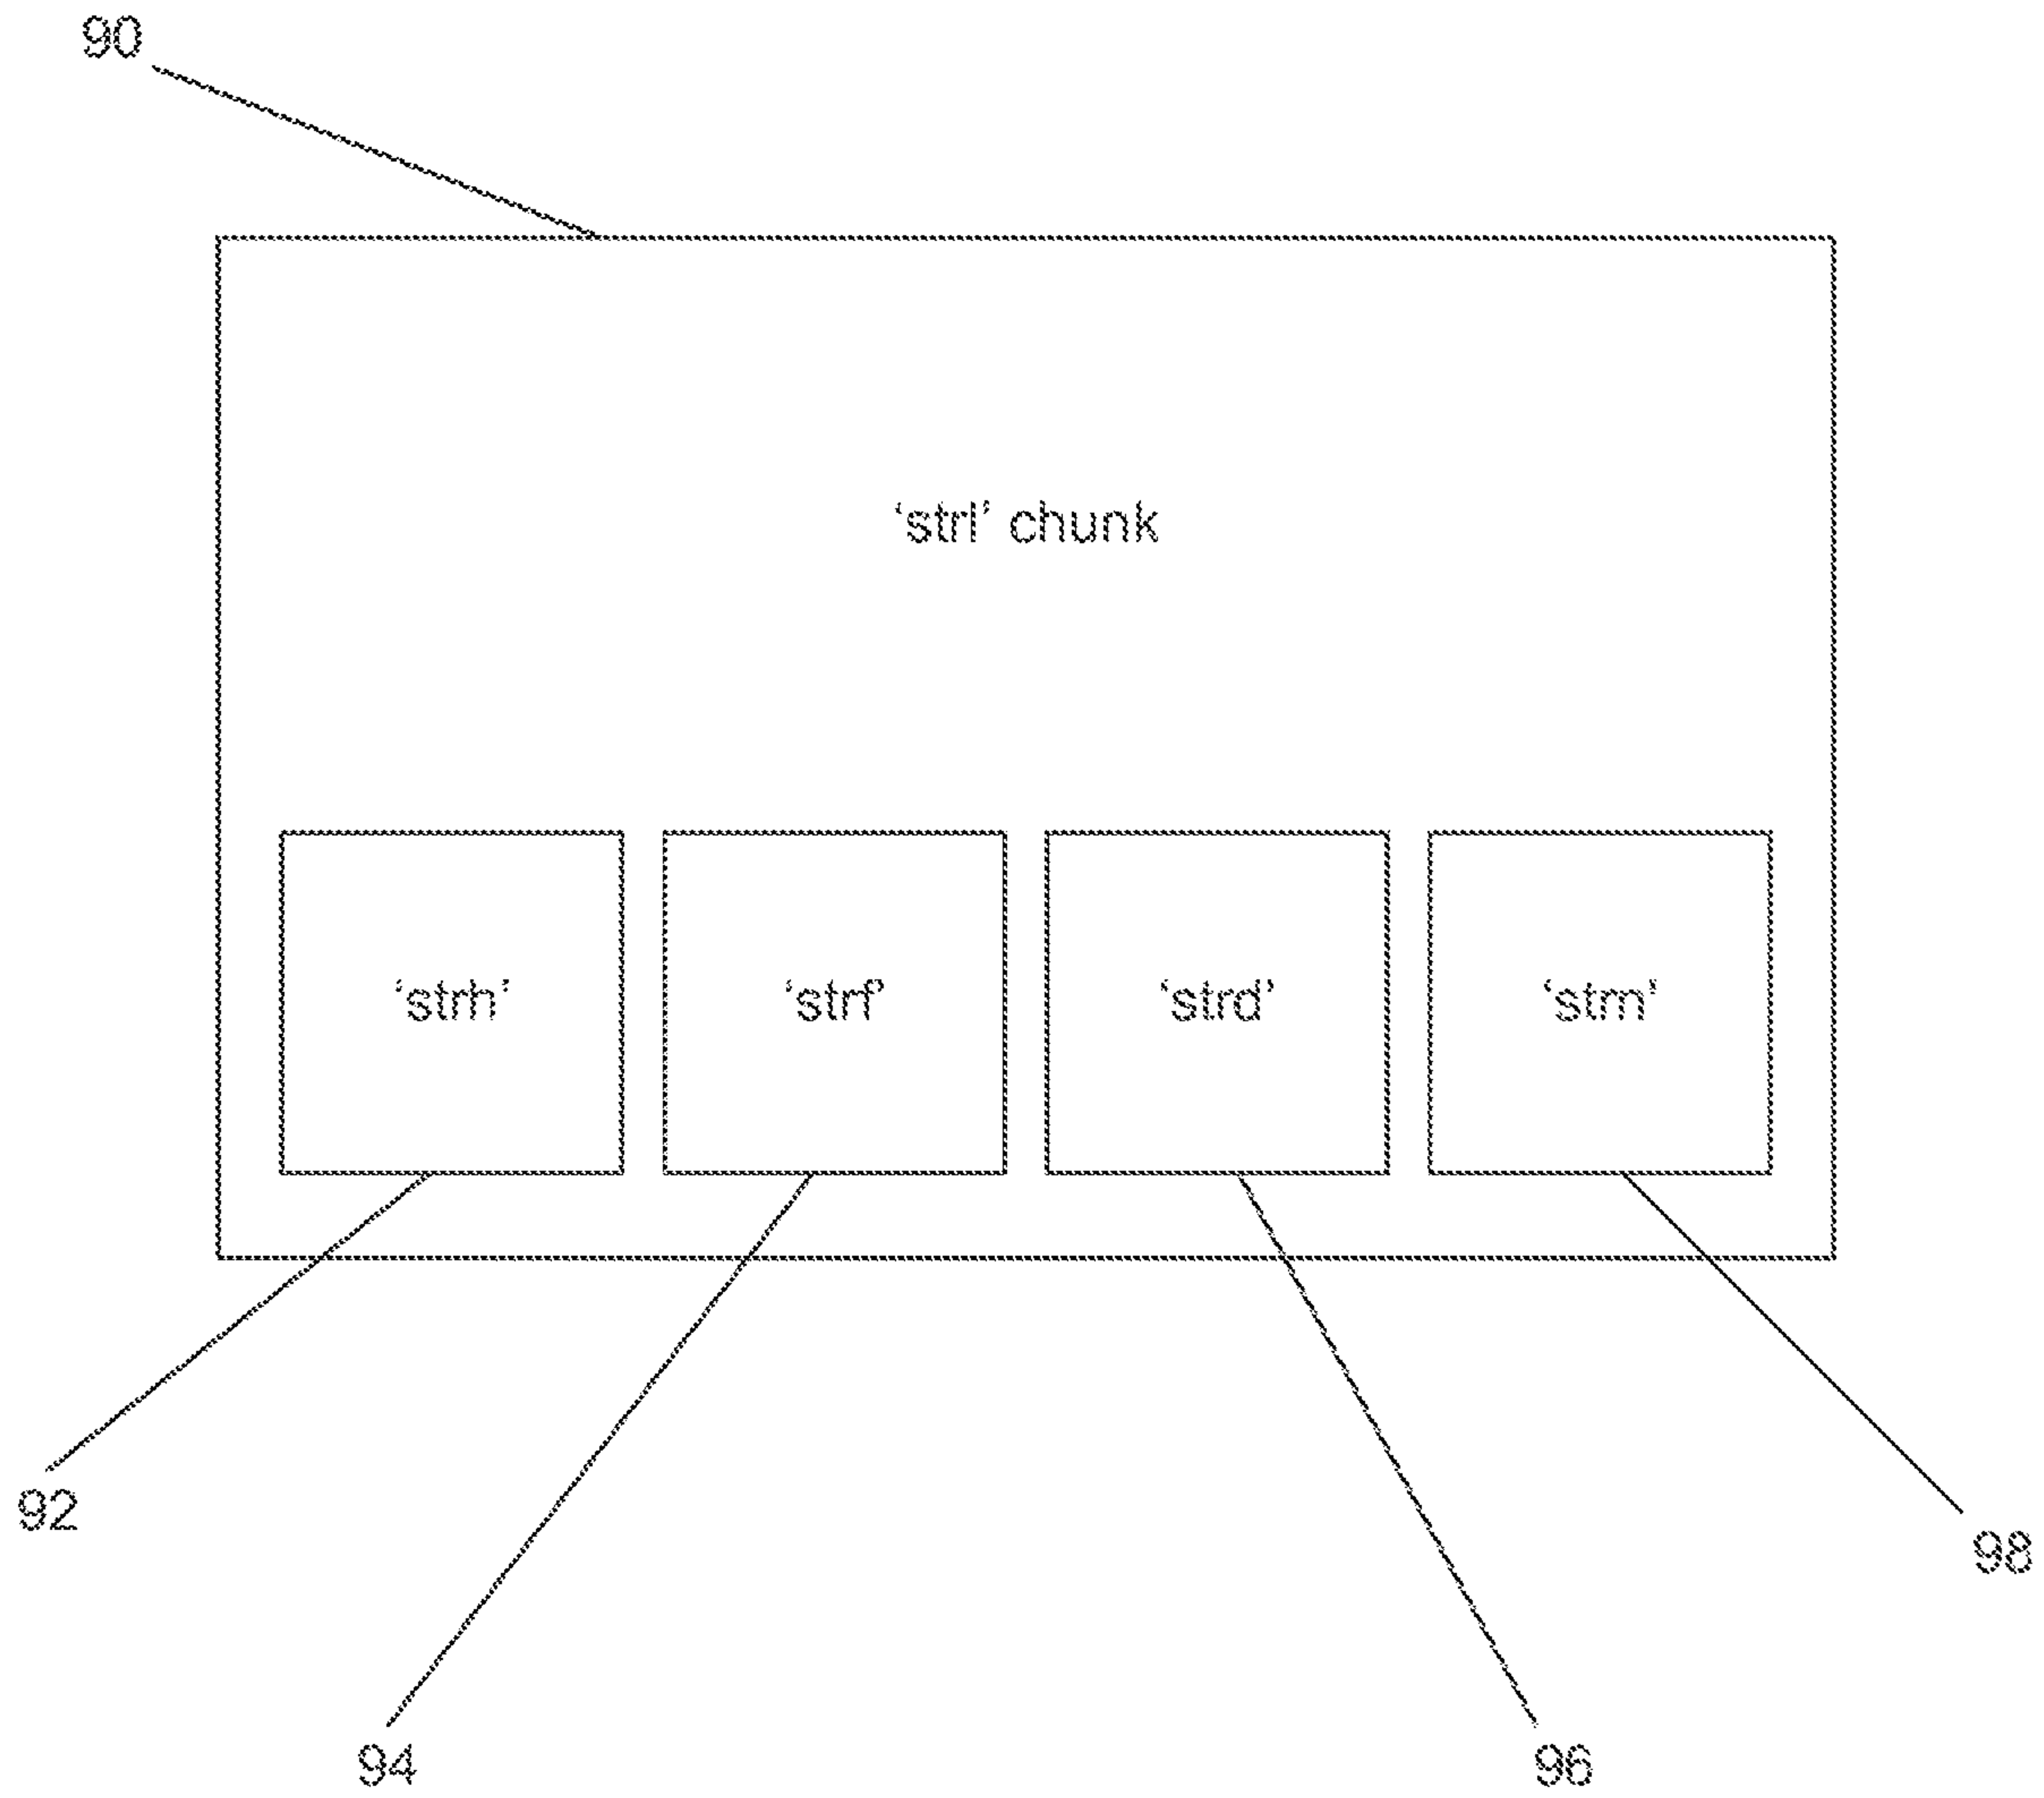 90
‘strl’ chunk
‘strh’ ‘strf’ ‘strd’ ‘strn’
92
98
94 96